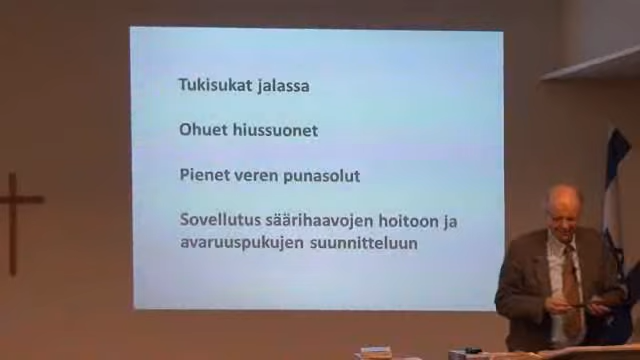 Tukisukat jalassa
Ohuet hiussuonet
Pienet veren punasolut
Sovellutus säärihaavojen hoitoon ja
avaruuspukujen suunnitteluun